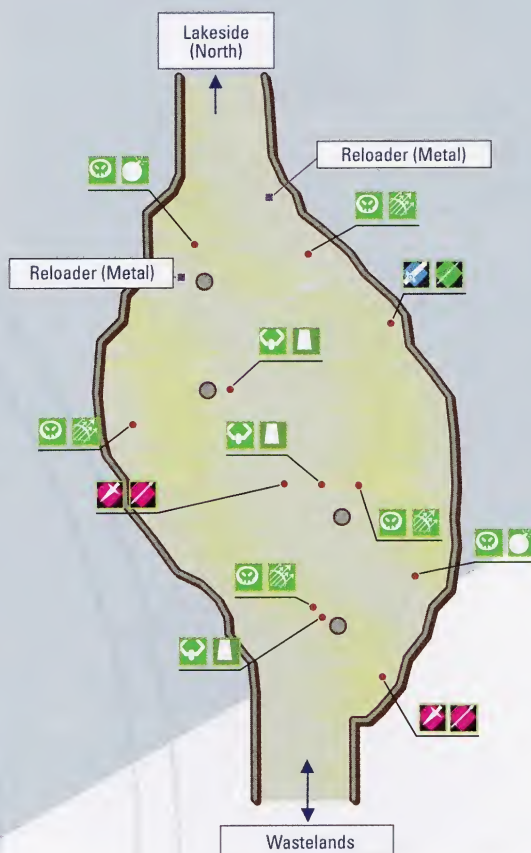 Lakeside
(North)
Reloader (Metal)
Reloader (Metal)
Wastelands